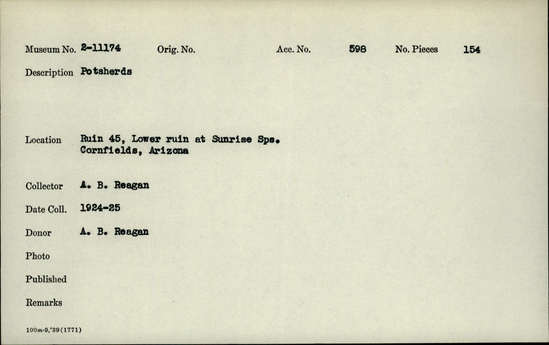 Museum No. 2-11174 Orig. No. Acc. No. 598 No. Pieces 154
Description Potsherds
Location Ruin 45, Lower ruin at Sunrise Sps.
Cornfields, Arizona
Collector A. B. Reagan
Date Coll. 1924-25
Donor A. B. Reagan
Photo
Published
Remarks
100m-9,'39(1771)